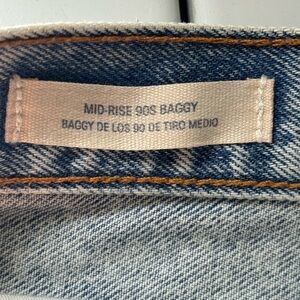 MID-RISE 90S BAGGY
BAGGY DE LOS 90 DE TIRO MEDIO